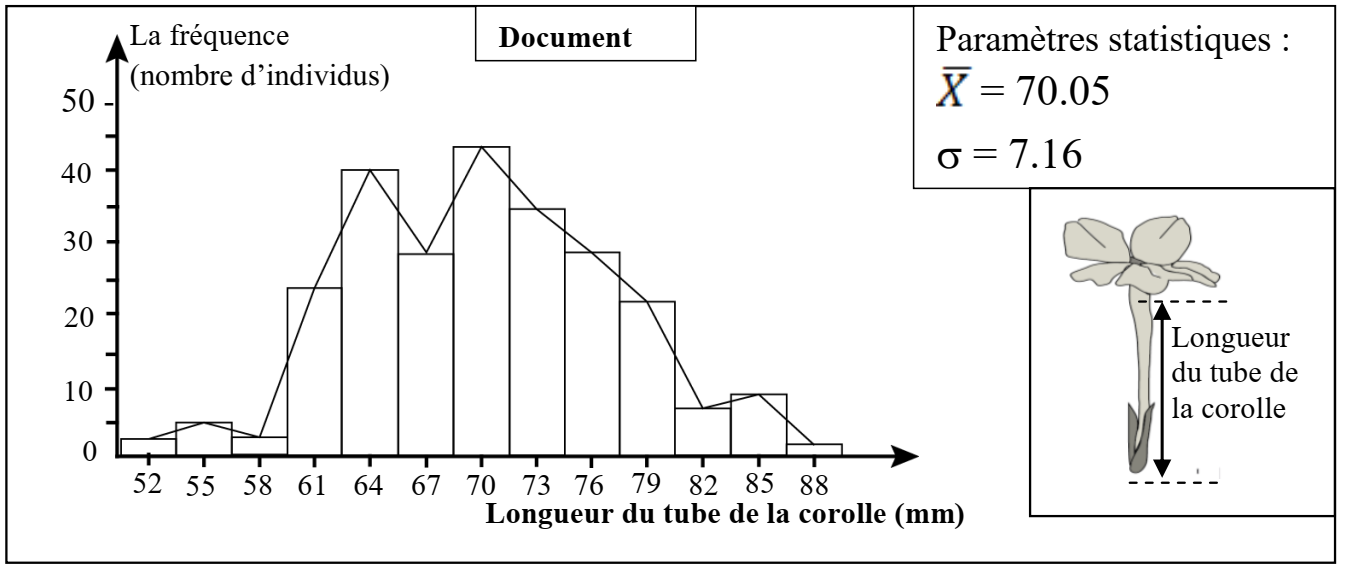 La fréquence
(nombre d’individus)
Document
Paramètres statistiques :
X̅ = 70.05
σ = 7.16
50
40
30
20
10
0
52 55 58 61 64 67 70 73 76 79 82 85 88
Longueur du tube de la corolle (mm)
Longueur
du tube de
la corolle